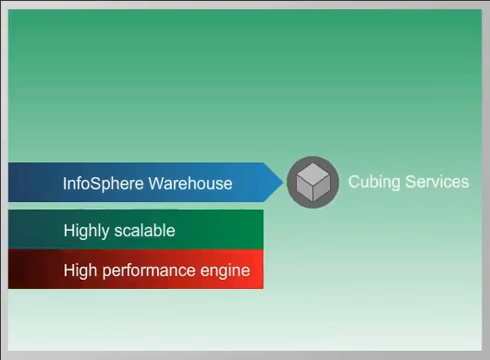 InfoSphere Warehouse
Cubing Services
Highly scalable
High performance engine